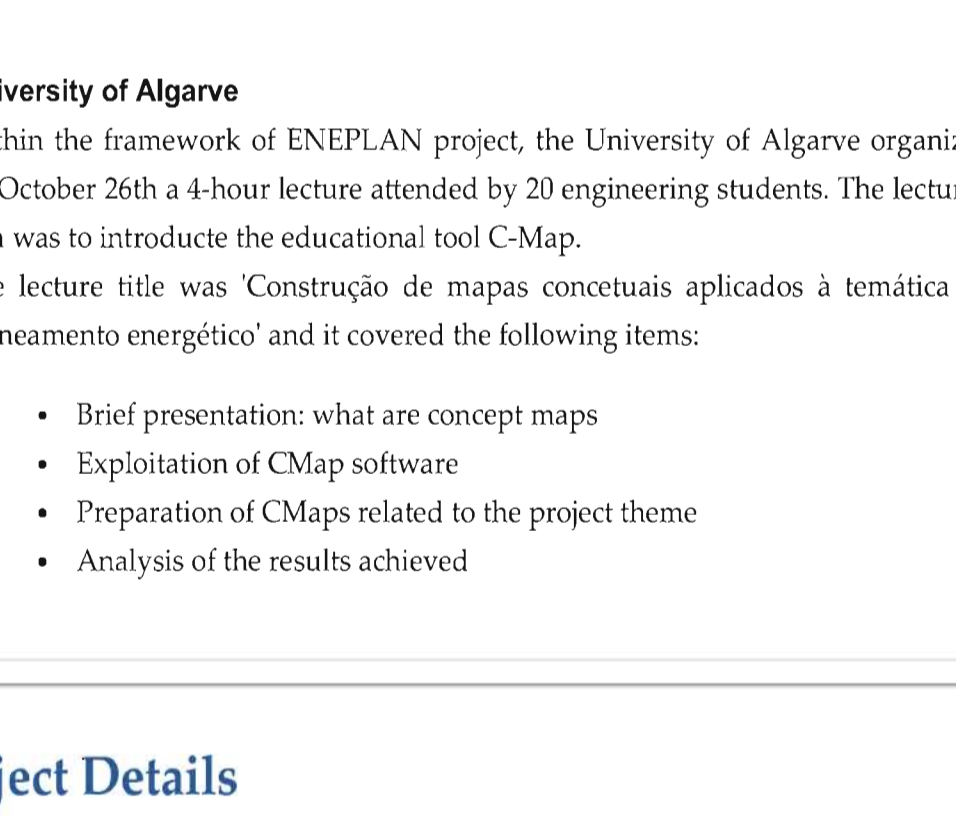 iversity of Algarve
hin the framework of ENEPLAN project, the University of Algarve organiz
October 26th a 4-hour lecture attended by 20 engineering students. The lectur
was to introducte the educational tool C-Map.
e lecture title was 'Construção de mapas concetuais aplicados à temática
neamento energético' and it covered the following items:
• Brief presentation: what are concept maps
• Exploitation of CMap software
• Preparation of CMaps related to the project theme
• Analysis of the results achieved
ject Details